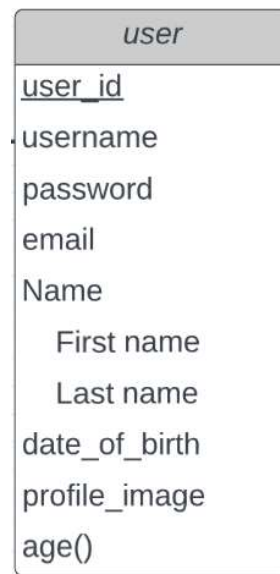 user
user_id
username
password
email
Name
First name
Last name
date_of_birth
profile_image
age()